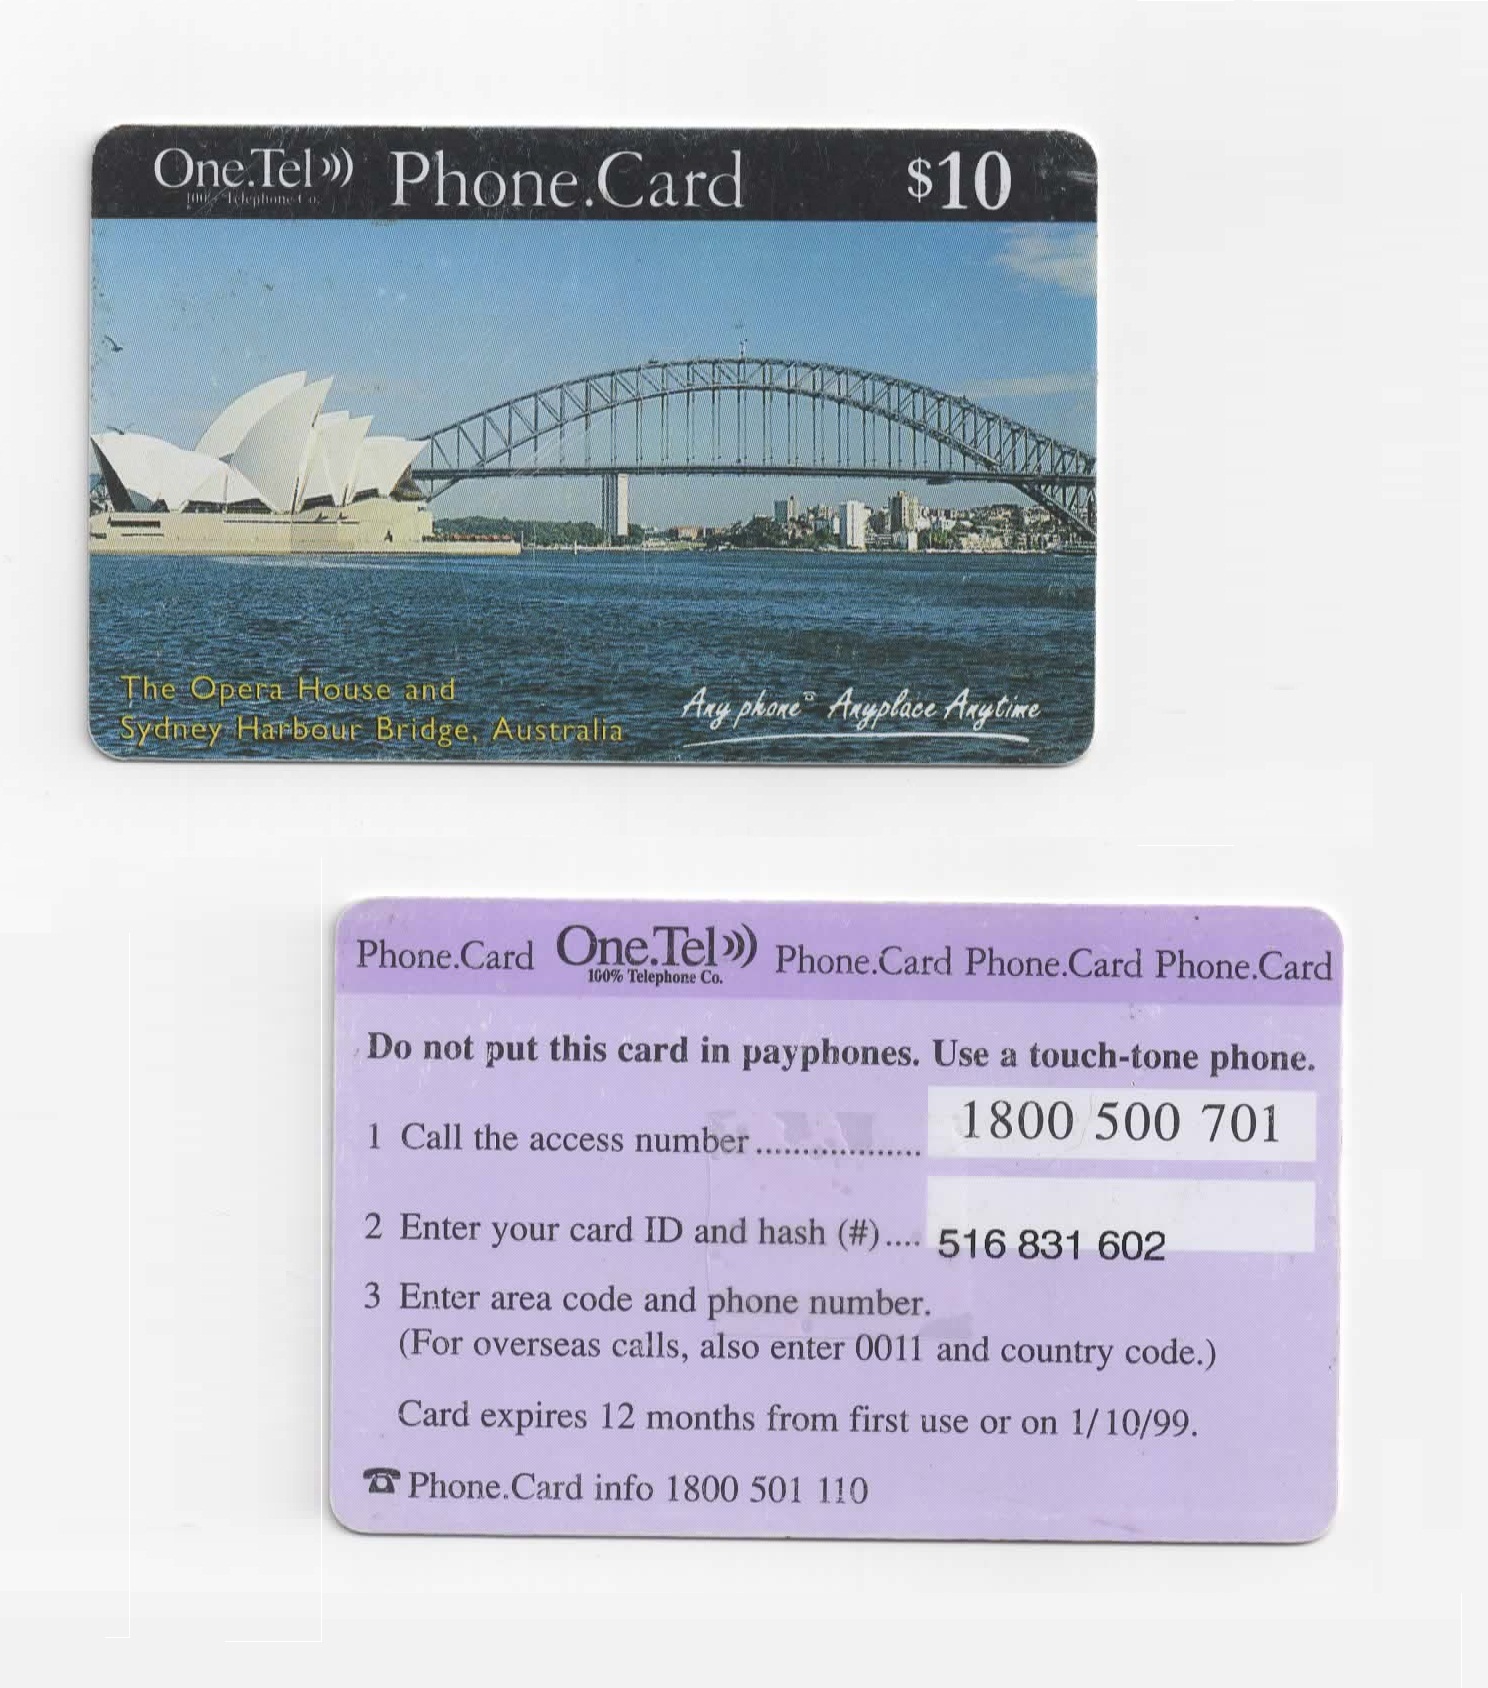 One.Tel Phone.Card $10
100% Telephone Co.
The Opera House and
Sydney Harbour Bridge, Australia
Any phone® Anyplace Anytime
Phone.Card One.Tel Phone.Card Phone.Card Phone.Card
100% Telephone Co.
Do not put this card in payphones. Use a touch-tone phone.
1 Call the access number.................. 1800 500 701
2 Enter your card ID and hash (#).... 516 831 602
3 Enter area code and phone number.
(For overseas calls, also enter 0011 and country code.)
Card expires 12 months from first use or on 1/10/99.
☎ Phone.Card info 1800 501 110